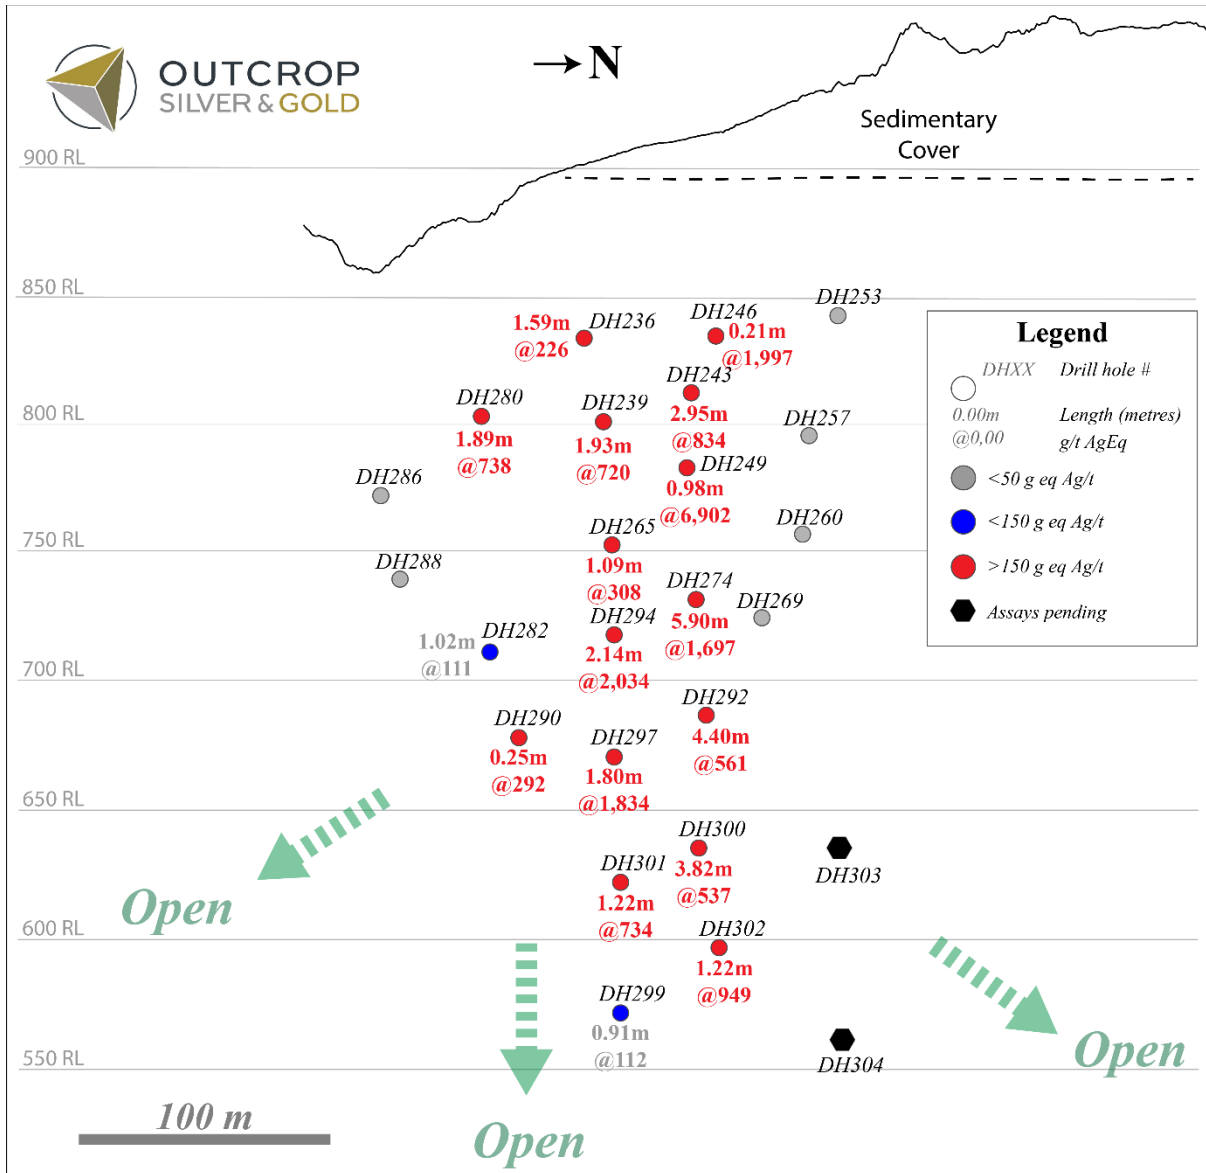 OUTCROP
SILVER & GOLD
N
Sedimentary
Cover
900 RL
850 RL
DH253
DH246
0.21m
@1,997
1.59m
@226
DH236
Legend
DHXX
Drill hole #
0.00m
Length (metres)
@0,00
g/t AgEq
<50 g eq Ag/t
<150 g eq Ag/t
>150 g eq Ag/t
Assays pending
DH243
2.95m
@834
DH280
1.89m
@738
DH239
1.93m
@720
800 RL
DH257
DH249
0.98m
@6,902
DH286
DH260
DH265
1.09m
@308
750 RL
DH288
DH274
5.90m
@1,697
DH269
DH294
2.14m
@2,034
DH282
1.02m
@111
700 RL
DH292
4.40m
@561
DH290
0.25m
@292
DH297
1.80m
@1,834
650 RL
DH300
3.82m
@537
DH303
DH301
1.22m
@734
Open
600 RL
DH302
1.22m
@949
DH299
0.91m
@112
Open
DH304
550 RL
100 m
Open